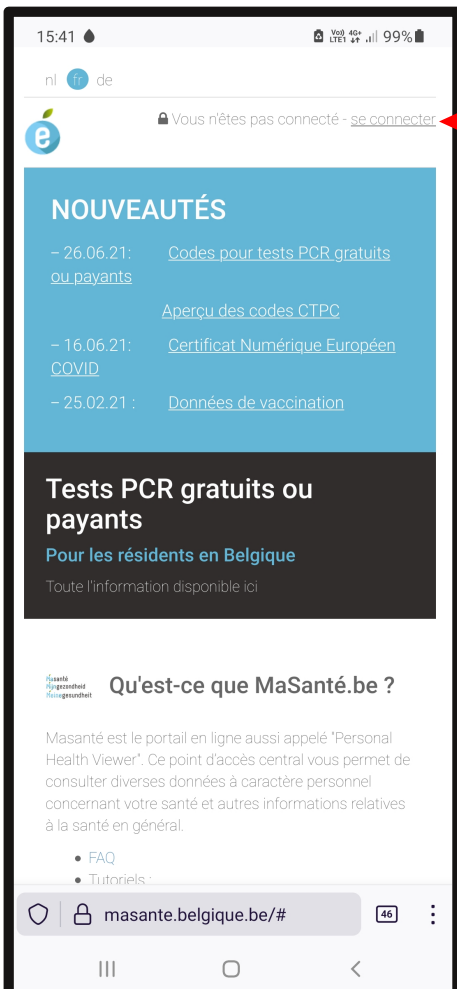 15:41 Vo)) LTE1 4G+ 99%
nl fr de
e
Vous n'êtes pas connecté - se connecter
NOUVEAUTÉS
– 26.06.21: Codes pour tests PCR gratuits
ou payants
Aperçu des codes CTPC
– 16.06.21: Certificat Numérique Européen
COVID
– 25.02.21 : Données de vaccination
Tests PCR gratuits ou
payants
Pour les résidents en Belgique
Toute l'information disponible ici
Masanté
Mijngezondheid
Meinegesundheit
Qu'est-ce que MaSanté.be ?
Masanté est le portail en ligne aussi appelé "Personal
Health Viewer". Ce point d'accès central vous permet de
consulter diverses données à caractère personnel
concernant votre santé et autres informations relatives
à la santé en général.
• FAQ
• Tutoriels :
masante.belgique.be/# 46